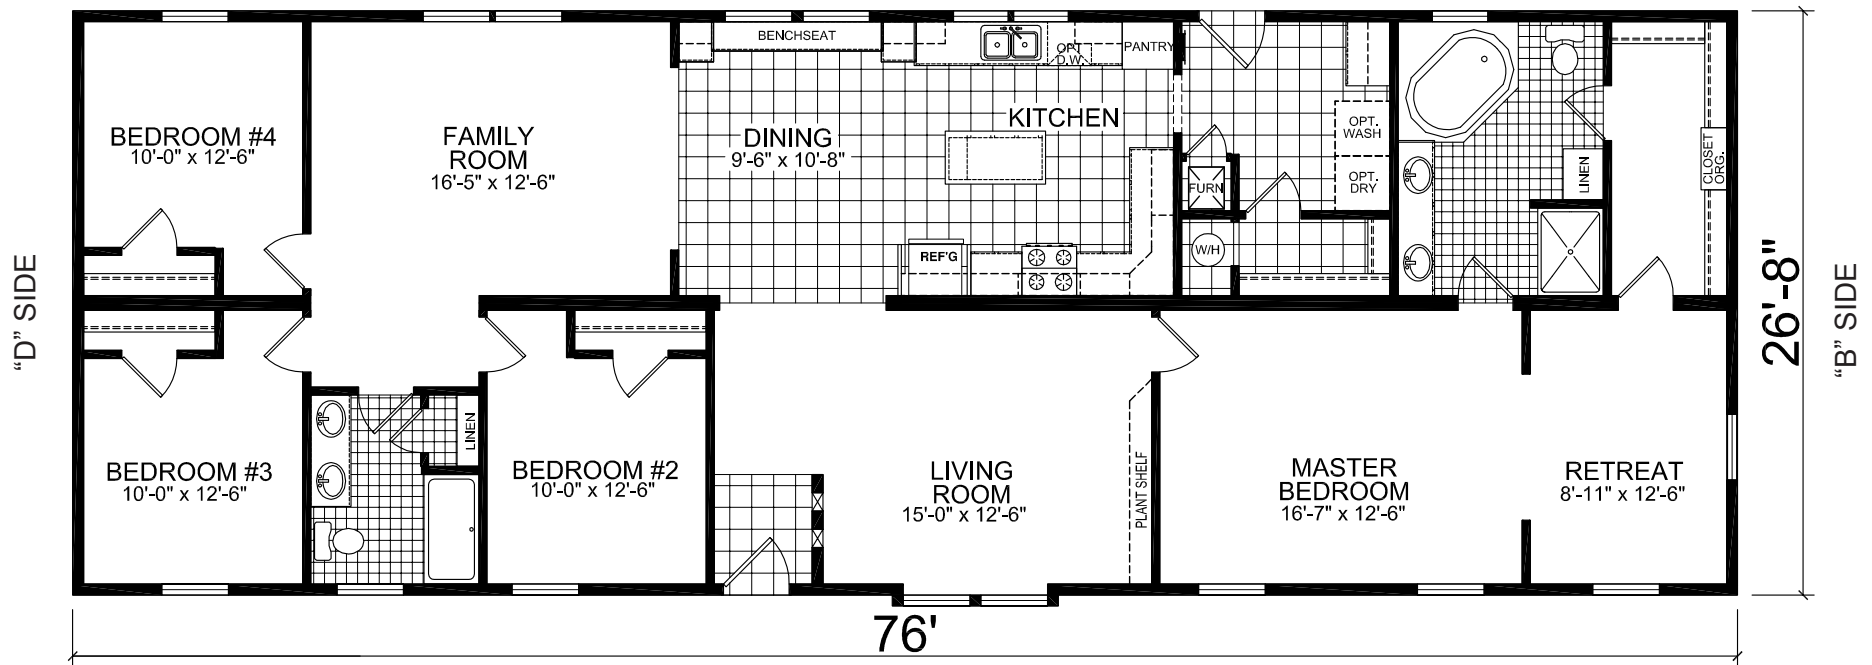 BENCHSEAT
OPT
D.W.
PANTRY
BEDROOM #4
10'-0" x 12'-6"
FAMILY
ROOM
16'-5" x 12'-6"
DINING
9'-6" x 10'-8"
KITCHEN
OPT.
WASH
OPT.
DRY
FURN
LINEN
CLOSET
ORG.
REF'G
W/H
"D" SIDE
26'-8"
"B" SIDE
BEDROOM #3
10'-0" x 12'-6"
LINEN
BEDROOM #2
10'-0" x 12'-6"
LIVING
ROOM
15'-0" x 12'-6"
PLANT SHELF
MASTER
BEDROOM
16'-7" x 12'-6"
RETREAT
8'-11" x 12'-6"
76'